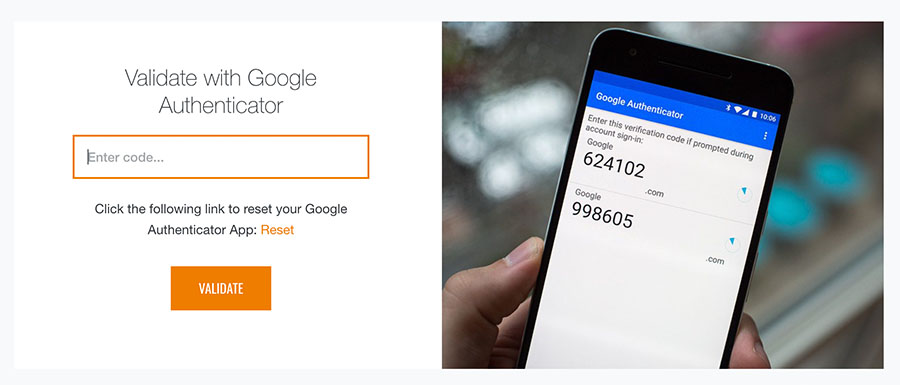 Validate with Google
Authenticator
Enter code...
Click the following link to reset your Google
Authenticator App: Reset
VALIDATE
10:06
Google Authenticator
Enter this verification code if prompted during
account sign-in:
Google
624102
.com
Google
998605
.com